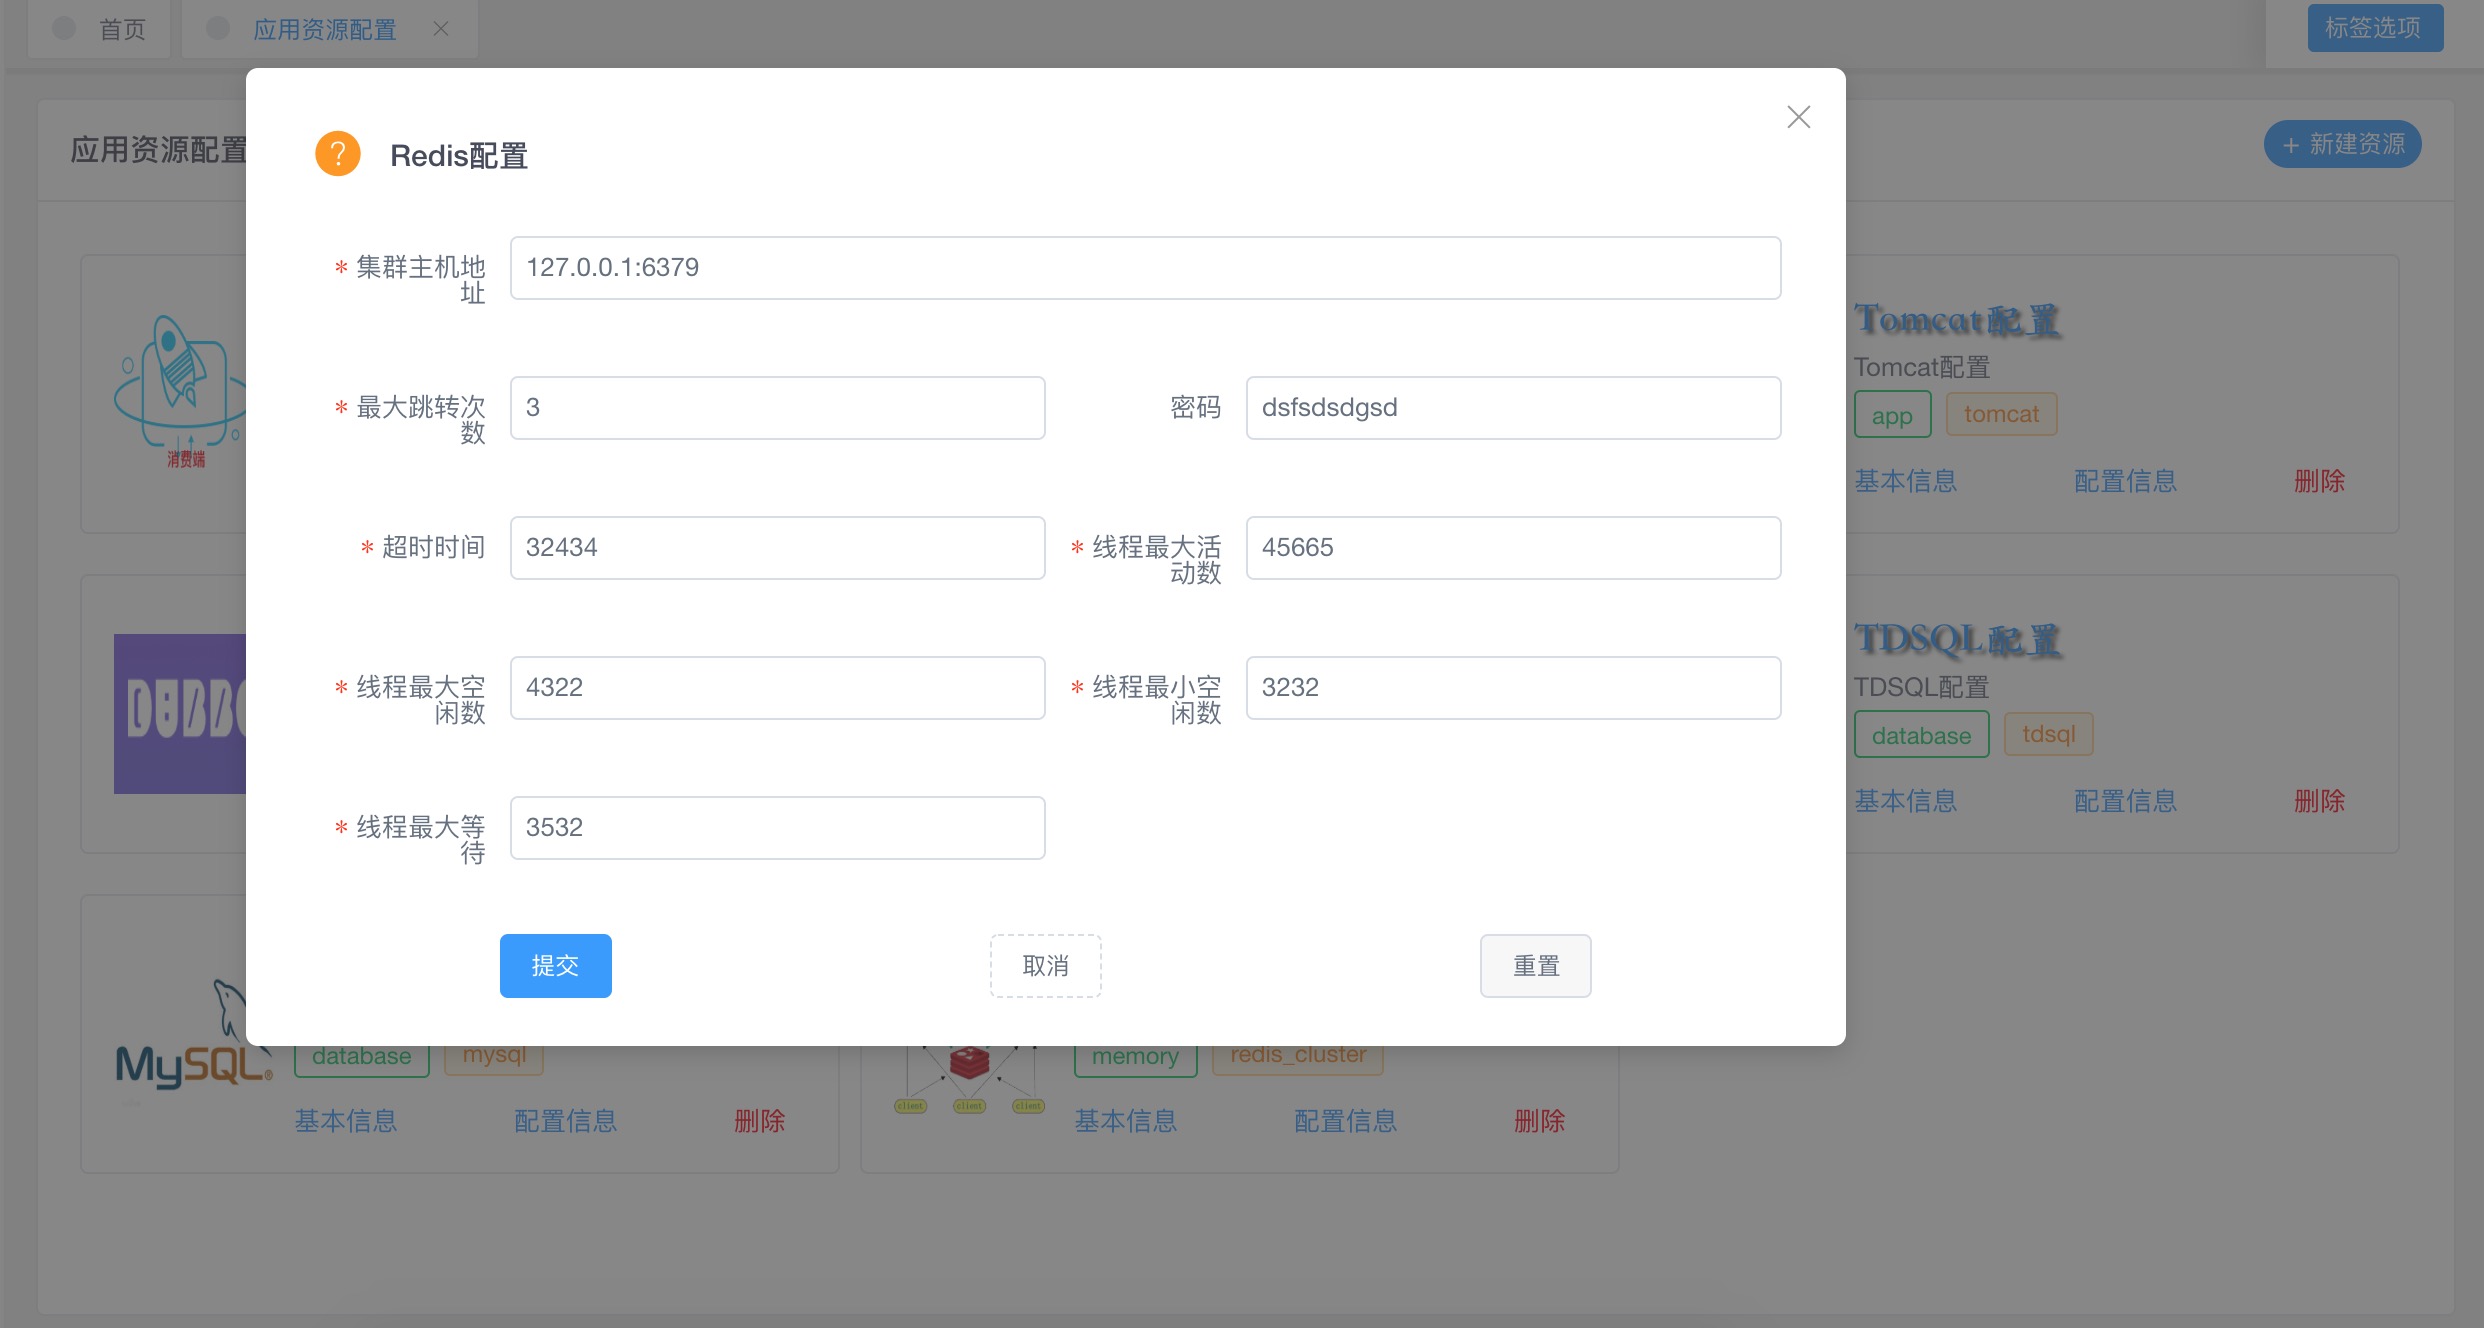 首页
应用资源配置
标签选项
应用资源配置
+ 新建资源
Redis配置
* 集群主机地址
127.0.0.1:6379
* 最大跳转次数
3
密码
dsfsdsdgsd
* 超时时间
32434
* 线程最大活动数
45665
* 线程最大空闲数
4322
* 线程最小空闲数
3232
* 线程最大等待
3532
提交
取消
重置
消费端
Tomcat配置
Tomcat配置
app
tomcat
基本信息
配置信息
删除
DUBBO
TDSQL配置
TDSQL配置
database
tdsql
基本信息
配置信息
删除
MySQL®
database
mysql
基本信息
配置信息
删除
client
client
client
memory
redis_cluster
基本信息
配置信息
删除